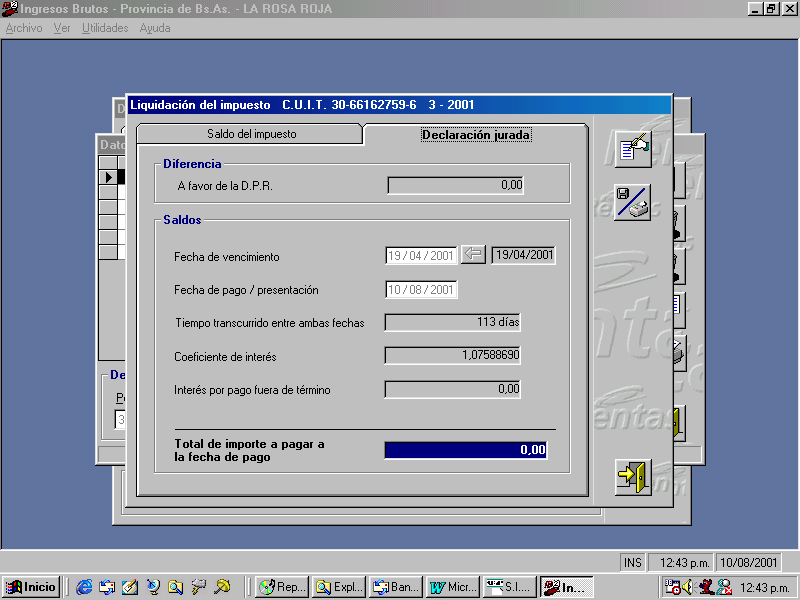 Ingresos Brutos - Provincia de Bs.As. - LA ROSA ROJA
Archivo Ver Utilidades Ayuda
Liquidación del impuesto C.U.I.T. 30-66162759-6 3 - 2001
Saldo del impuesto
Declaración jurada
Dato
Diferencia
A favor de la D.P.R. 0,00
Saldos
Fecha de vencimiento 19/04/2001 19/04/2001
Fecha de pago / presentación 10/08/2001
Tiempo transcurrido entre ambas fechas 113 días
Coeficiente de interés 1,07588690
De
Interés por pago fuera de término 0,00
3
Total de importe a pagar a
la fecha de pago 0,00
INS 12:43 p.m. 10/08/2001
Inicio Rep... Expl... Ban... Micr... S.I.... In... 12:43 p.m.